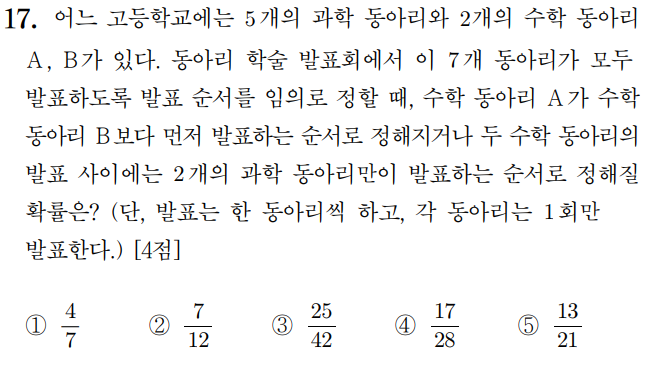 17. 어느 고등학교에는 5개의 과학 동아리와 2개의 수학 동아리
A, B가 있다. 동아리 학술 발표회에서 이 7개 동아리가 모두
발표하도록 발표 순서를 임의로 정할 때, 수학 동아리 A가 수학
동아리 B보다 먼저 발표하는 순서로 정해지거나 두 수학 동아리의
발표 사이에는 2개의 과학 동아리만이 발표하는 순서로 정해질
확률은? (단, 발표는 한 동아리씩 하고, 각 동아리는 1회만
발표한다.) [4점]
① 4/7 ② 7/12 ③ 25/42 ④ 17/28 ⑤ 13/21